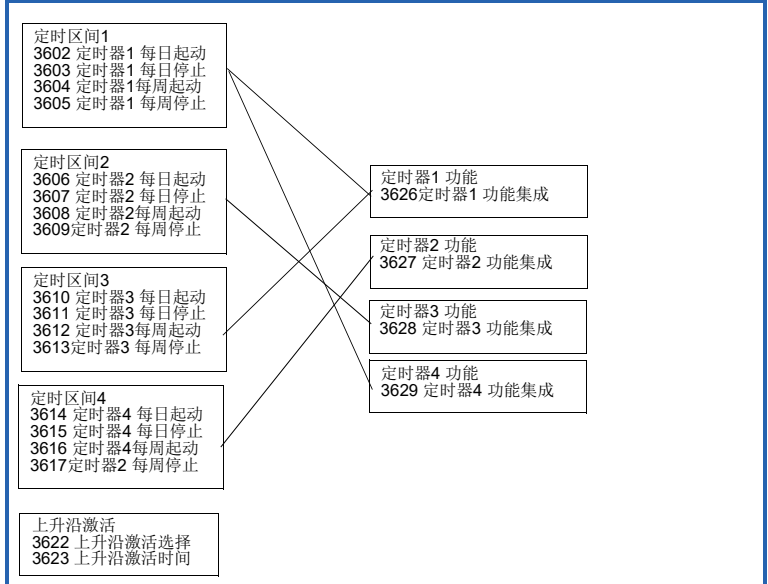 定时区间1
3602 定时器1 每日起动
3603 定时器1 每日停止
3604 定时器1每周起动
3605 定时器1 每周停止
定时区间2
3606 定时器2 每日起动
3607 定时器2 每日停止
3608 定时器2每周起动
3609定时器2 每周停止
定时区间3
3610 定时器3 每日起动
3611 定时器3 每日停止
3612 定时器3每周起动
3613定时器3 每周停止
定时区间4
3614 定时器4 每日起动
3615 定时器4 每日停止
3616 定时器4每周起动
3617定时器2 每周停止
上升沿激活
3622 上升沿激活选择
3623 上升沿激活时间
定时器1 功能
3626定时器1 功能集成
定时器2 功能
3627 定时器2 功能集成
定时器3 功能
3628 定时器3 功能集成
定时器4 功能
3629 定时器4 功能集成